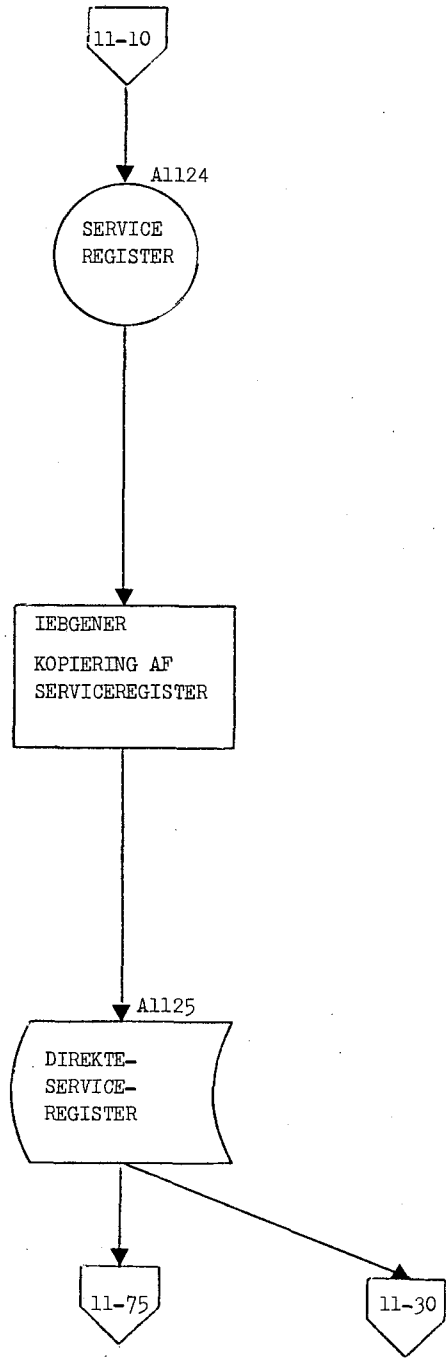 11-10
A1124
SERVICE
REGISTER
IEBGENER
KOPIERING AF
SERVICEREGISTER
A1125
DIREKTE-
SERVICE-
REGISTER
11-75
11-30